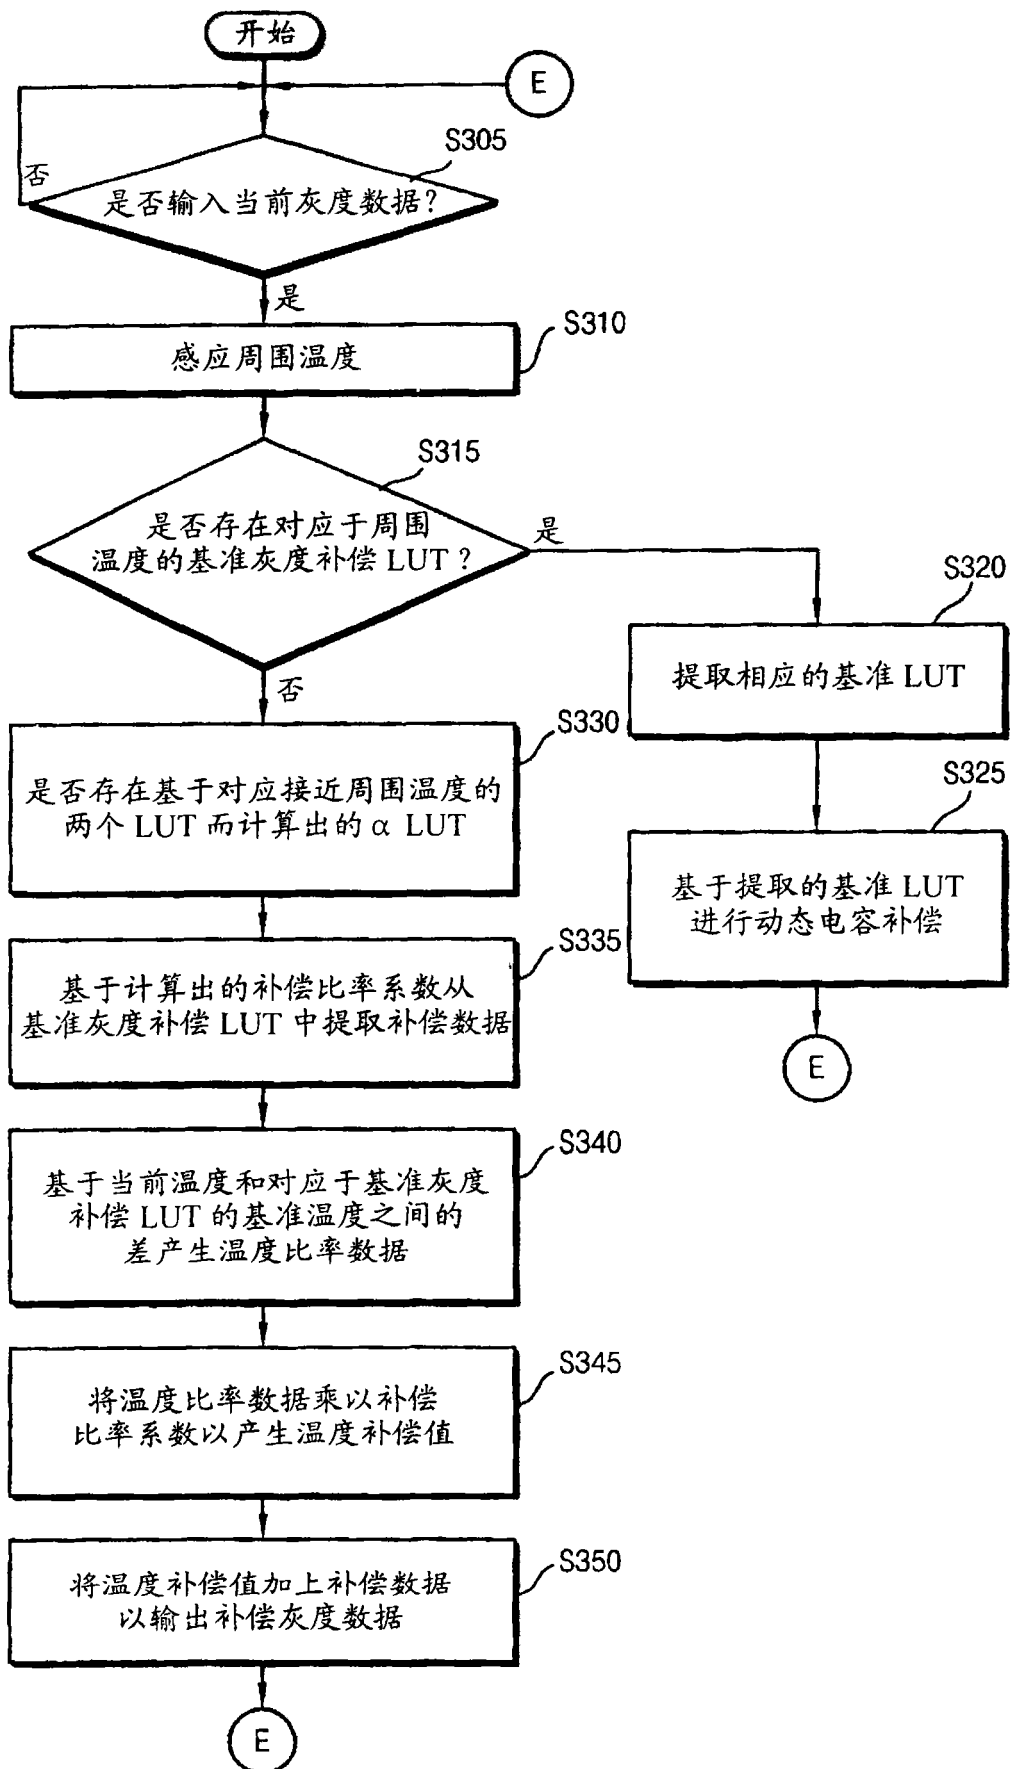 开始
E
S305
否
是否输入当前灰度数据?
是
S310
感应周围温度
S315
是否存在对应于周围
温度的基准灰度补偿 LUT ?
是
S320
提取相应的基准 LUT
否
S330
是否存在基于对应接近周围温度的
两个 LUT 而计算出的 α LUT
S325
基于提取的基准 LUT
进行动态电容补偿
S335
基于计算出的补偿比率系数从
基准灰度补偿 LUT 中提取补偿数据
E
S340
基于当前温度和对应于基准灰度
补偿 LUT 的基准温度之间的
差产生温度比率数据
S345
将温度比率数据乘以补偿
比率系数以产生温度补偿值
S350
将温度补偿值加上补偿数据
以输出补偿灰度数据
E